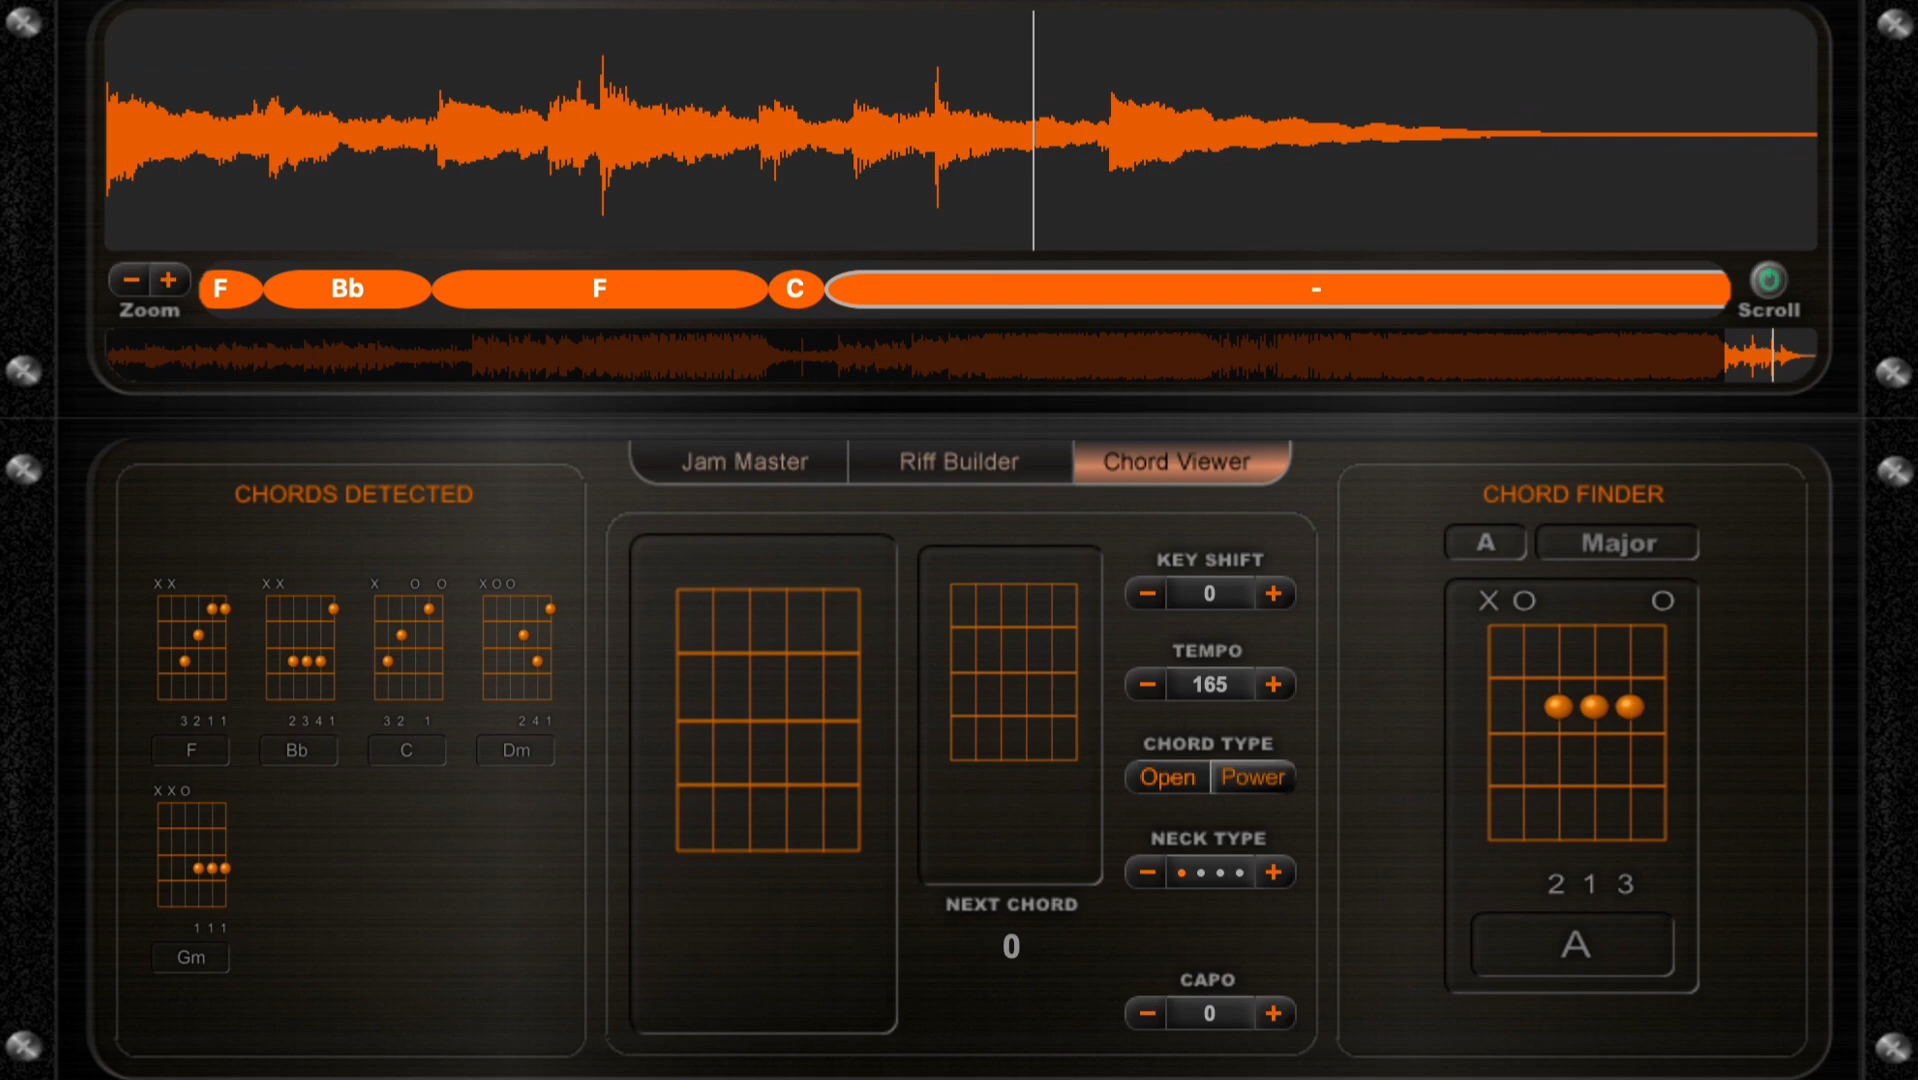 F Bb F C -
Zoom
Scroll
Jam Master Riff Builder Chord Viewer
CHORDS DETECTED
X X
3 2 1 1
F
X X
2 3 4 1
Bb
X O O
3 2 1
C
X O O
2 4 1
Dm
X X O
1 1 1
Gm
NEXT CHORD
0
KEY SHIFT
− 0 +
TEMPO
− 165 +
CHORD TYPE
Open Power
NECK TYPE
− +
CAPO
− 0 +
CHORD FINDER
A Major
X O O
2 1 3
A